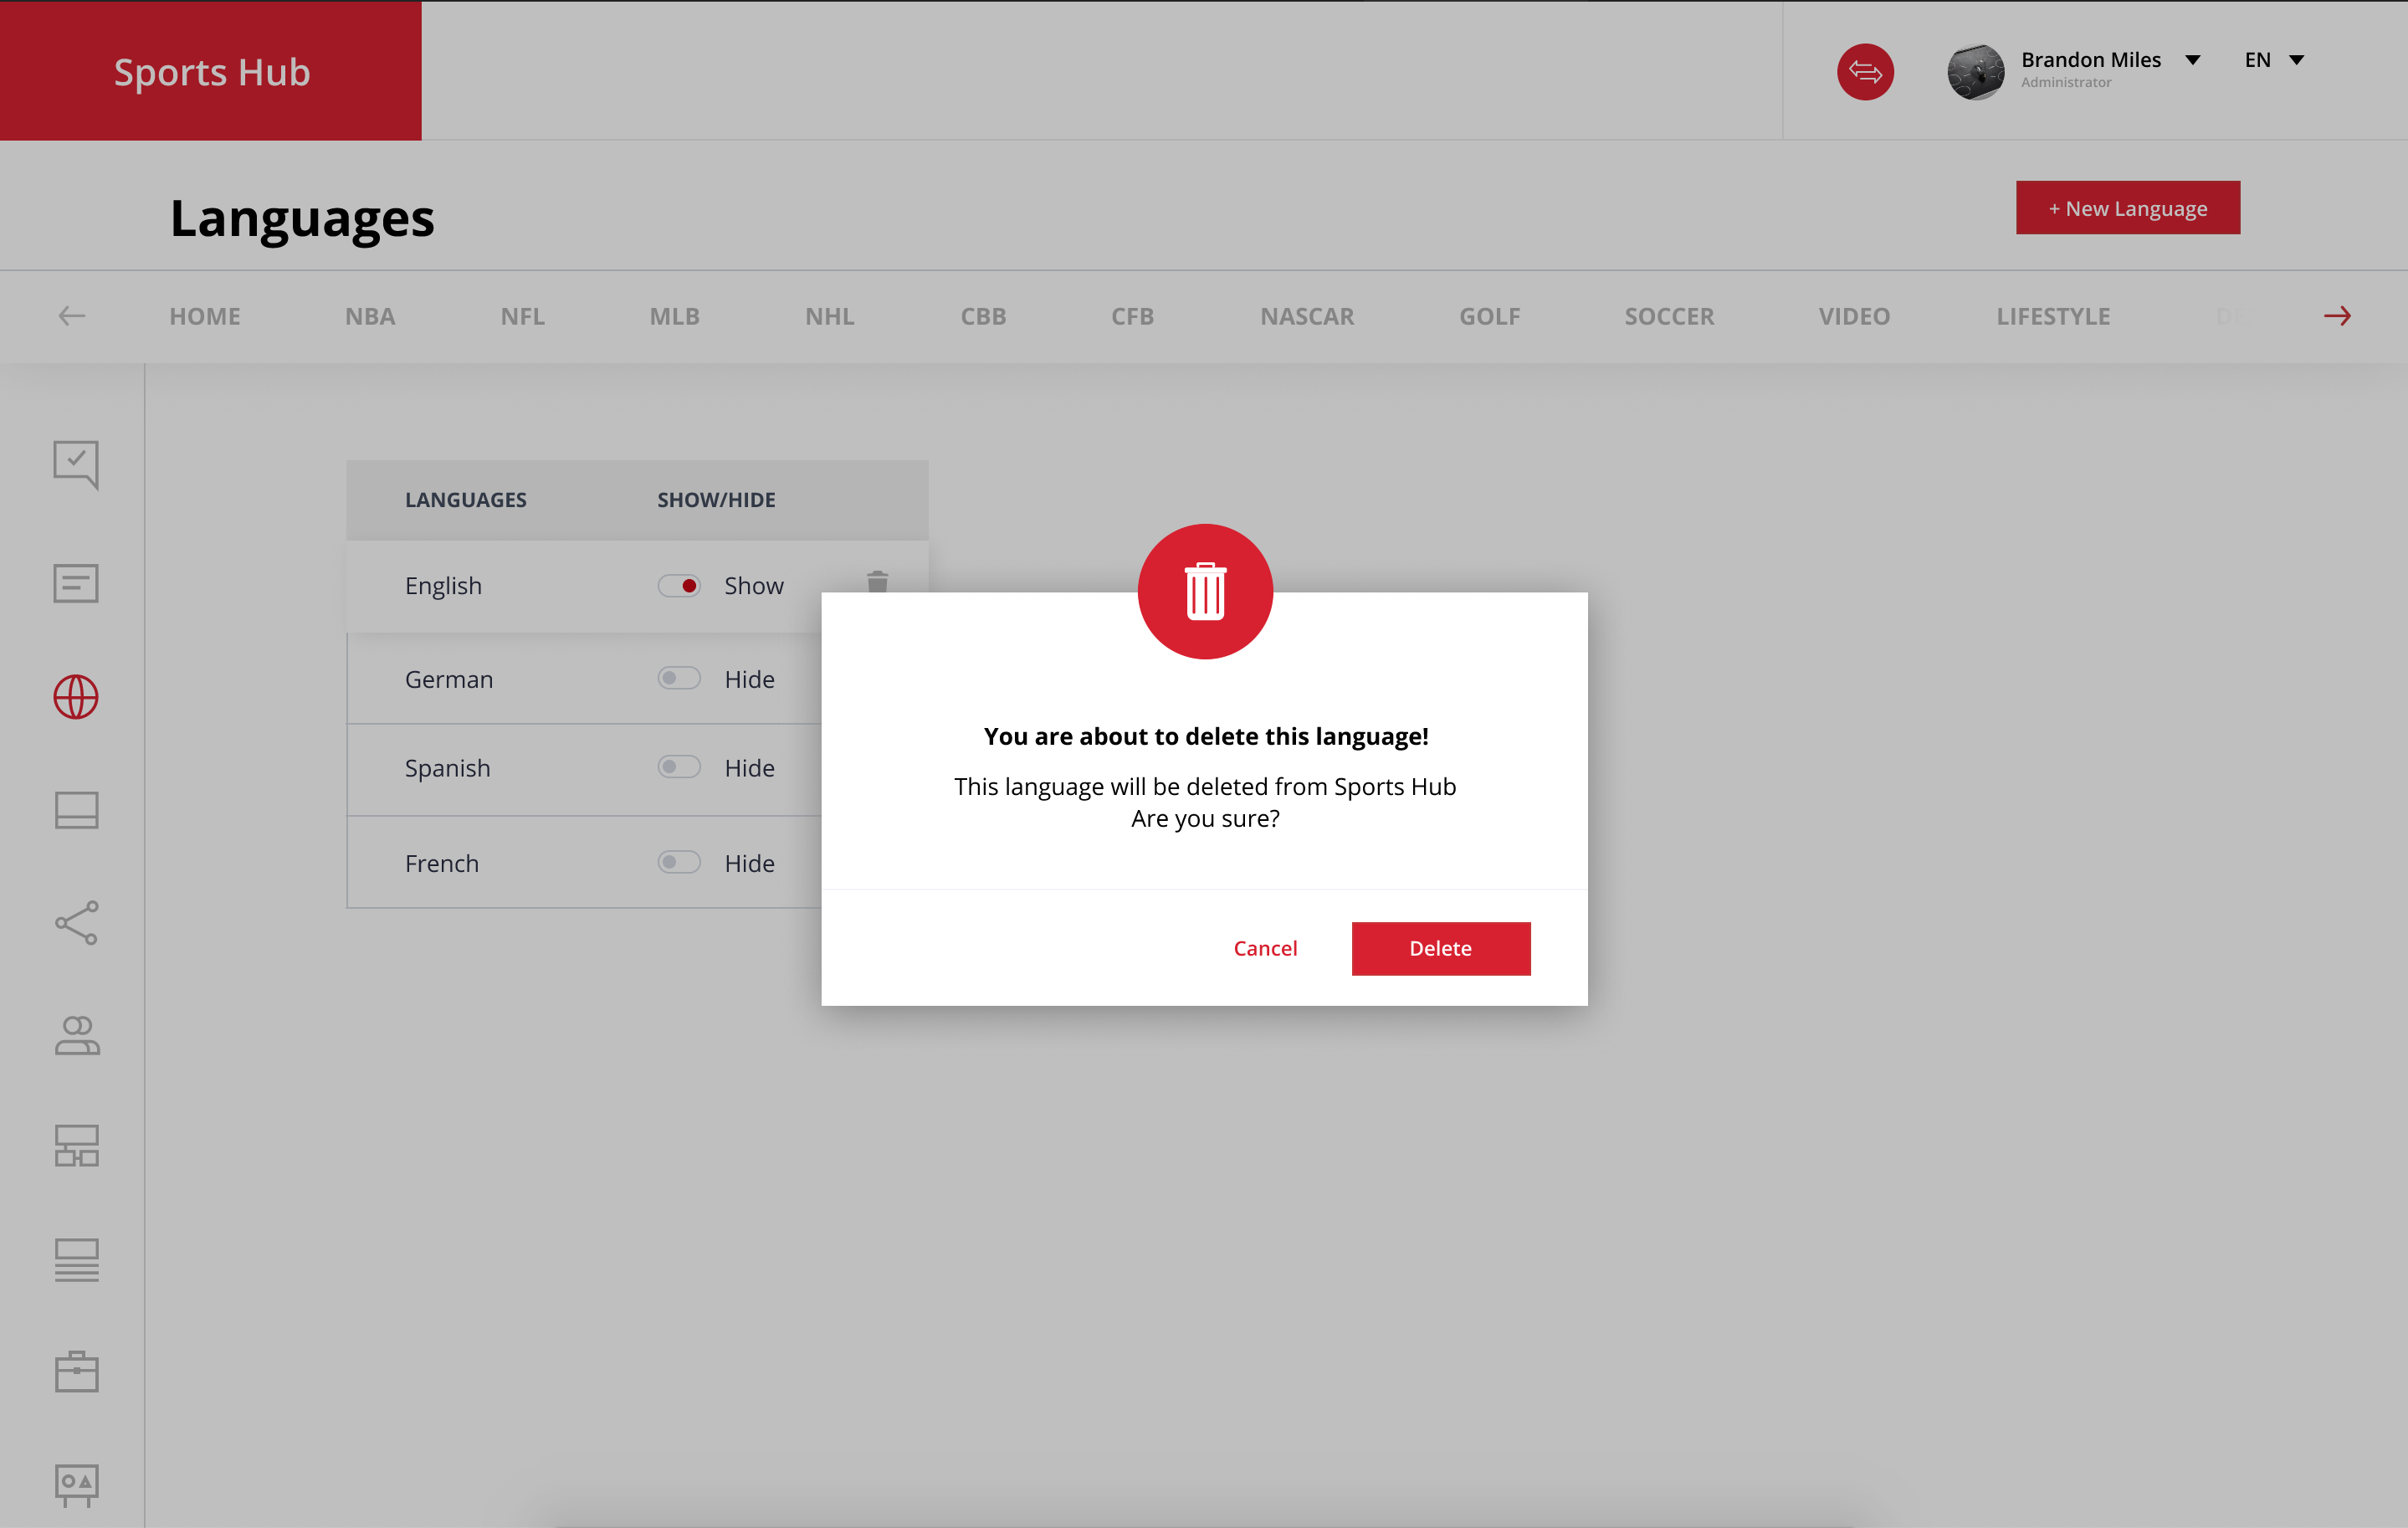 Sports Hub
Brandon Miles
Administrator
EN
Languages
+ New Language
HOME NBA NFL MLB NHL CBB CFB NASCAR GOLF SOCCER VIDEO LIFESTYLE
LANGUAGES SHOW/HIDE
English Show
German Hide
Spanish Hide
French Hide
You are about to delete this language!
This language will be deleted from Sports Hub
Are you sure?
Cancel Delete